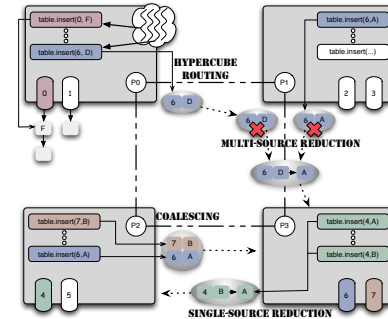 table.insert(0, F)
table.insert(6, D)
0
1
F
P0
HYPERCUBE
ROUTING
6 D
P1
table.insert(6,A)
table.insert(...)
2
3
6 D
6 A
MULTI-SOURCE REDUCTION
6 D A
P2
COALESCING
table.insert(7,B)
table.insert(6,A)
7 B
6 A
4
5
P3
table.insert(4,A)
table.insert(4,B)
4 B A
SINGLE-SOURCE REDUCTION
6
7